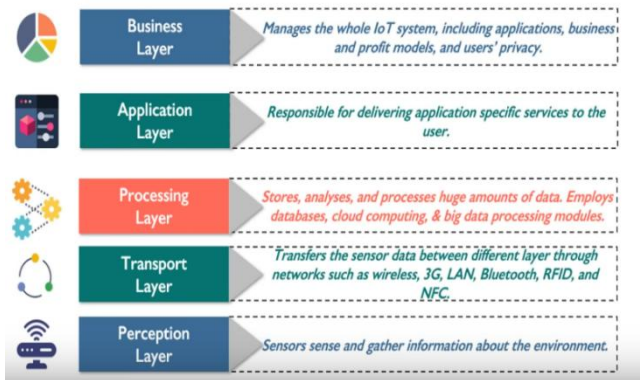 Business
Layer
Manages the whole IoT system, including applications, business
and profit models, and users' privacy.
Application
Layer
Responsible for delivering application specific services to the
user.
Processing
Layer
Stores, analyses, and processes huge amounts of data. Employs
databases, cloud computing, & big data processing modules.
Transport
Layer
Transfers the sensor data between different layer through
networks such as wireless, 3G, LAN, Bluetooth, RFID, and
NFC.
Perception
Layer
Sensors sense and gather information about the environment.